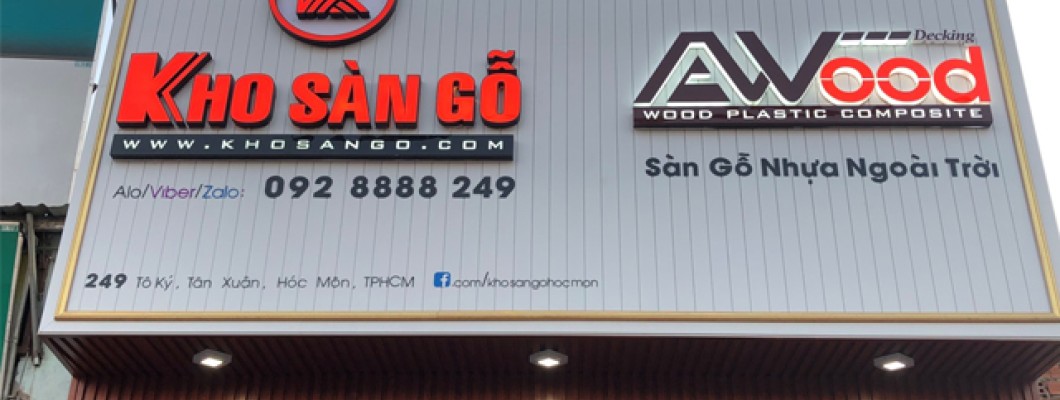 KHO SÀN GỖ
WWW.KHOSANGO.COM
Alo/Viber/Zalo: 092 8888 249
249 Tô Ký, Tân Xuân, Hóc Môn, TPHCM f.com/khosangohocmon
Decking
AWood
WOOD PLASTIC COMPOSITE
Sàn Gỗ Nhựa Ngoài Trời